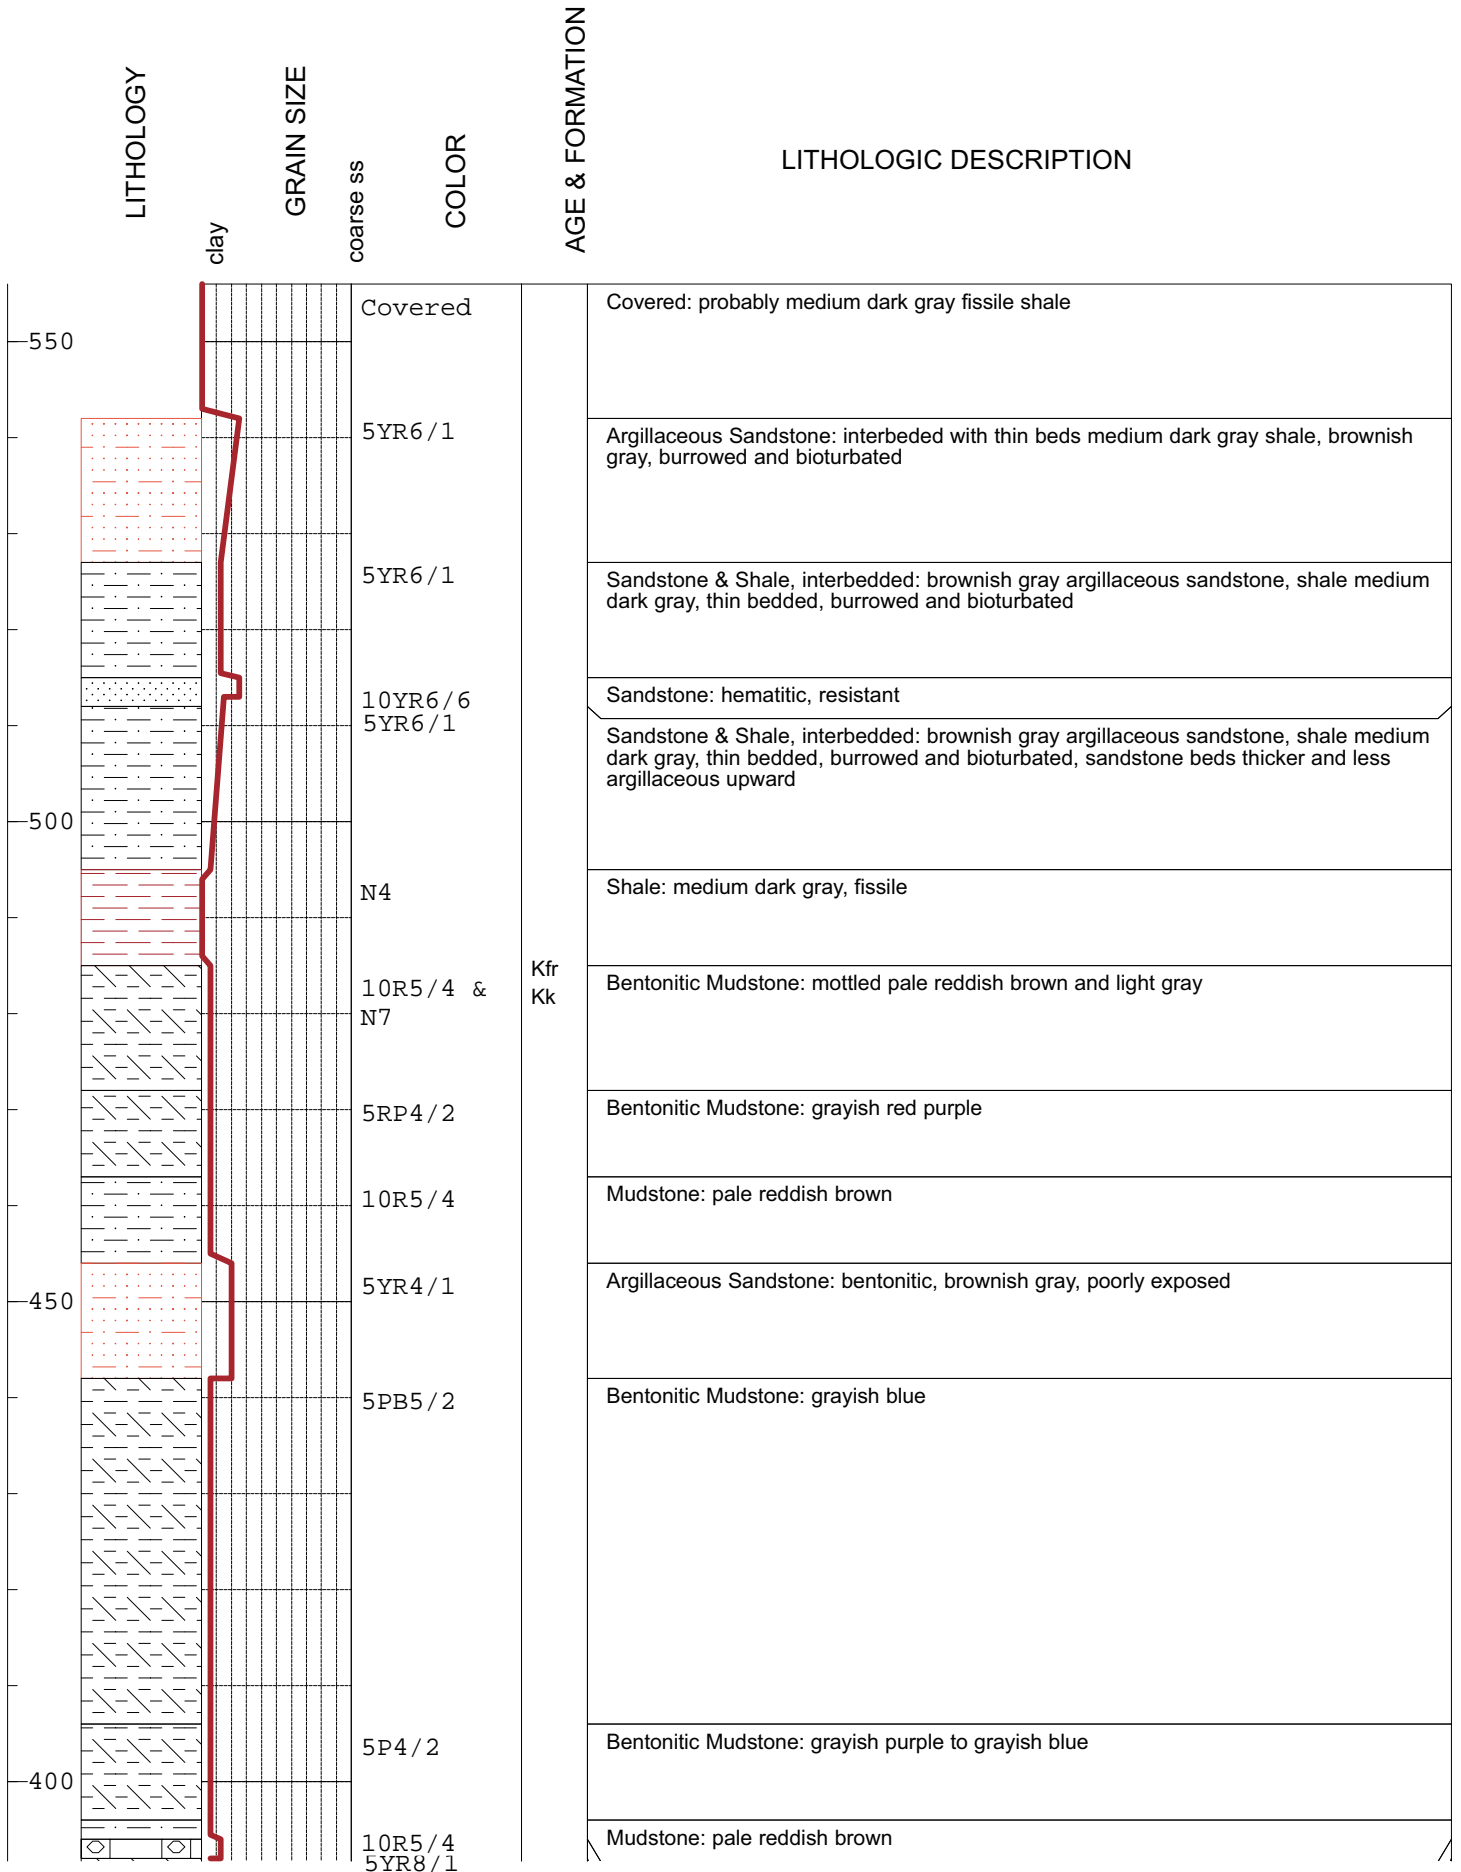 LITHOLOGY
clay
GRAIN SIZE
coarse ss
COLOR
AGE & FORMATION
LITHOLOGIC DESCRIPTION
Covered
Covered: probably medium dark gray fissile shale
550
5YR6/1
Argillaceous Sandstone: interbeded with thin beds medium dark gray shale, brownish
gray, burrowed and bioturbated
5YR6/1
Sandstone & Shale, interbedded: brownish gray argillaceous sandstone, shale medium
dark gray, thin bedded, burrowed and bioturbated
10YR6/6
Sandstone: hematitic, resistant
5YR6/1
Sandstone & Shale, interbedded: brownish gray argillaceous sandstone, shale medium
dark gray, thin bedded, burrowed and bioturbated, sandstone beds thicker and less
argillaceous upward
500
N4
Shale: medium dark gray, fissile
Kfr
Kk
10R5/4 &
N7
Bentonitic Mudstone: mottled pale reddish brown and light gray
5RP4/2
Bentonitic Mudstone: grayish red purple
10R5/4
Mudstone: pale reddish brown
5YR4/1
Argillaceous Sandstone: bentonitic, brownish gray, poorly exposed
450
5PB5/2
Bentonitic Mudstone: grayish blue
5P4/2
Bentonitic Mudstone: grayish purple to grayish blue
400
10R5/4
Mudstone: pale reddish brown
5YR8/1